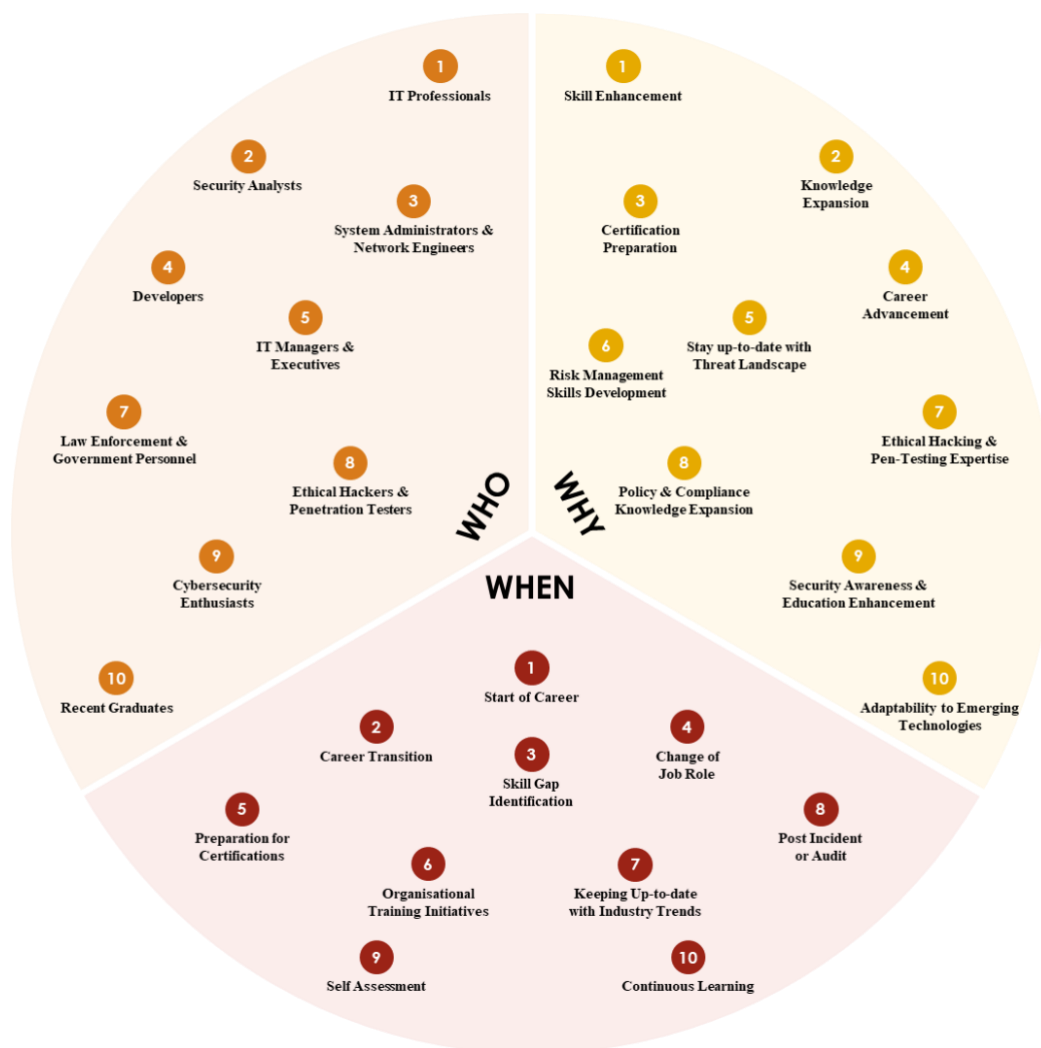 WHO
1
IT Professionals
2
Security Analysts
3
System Administrators &
Network Engineers
4
Developers
5
IT Managers &
Executives
7
Law Enforcement &
Government Personnel
8
Ethical Hackers &
Penetration Testers
9
Cybersecurity
Enthusiasts
10
Recent Graduates
WHY
1
Skill Enhancement
2
Knowledge
Expansion
3
Certification
Preparation
4
Career
Advancement
5
Stay up-to-date with
Threat Landscape
6
Risk Management
Skills Development
7
Ethical Hacking &
Pen-Testing Expertise
8
Policy & Compliance
Knowledge Expansion
9
Security Awareness &
Education Enhancement
10
Adaptability to Emerging
Technologies
WHEN
1
Start of Career
2
Career Transition
3
Skill Gap
Identification
4
Change of
Job Role
5
Preparation for
Certifications
6
Organisational
Training Initiatives
7
Keeping Up-to-date
with Industry Trends
8
Post Incident
or Audit
9
Self Assessment
10
Continuous Learning